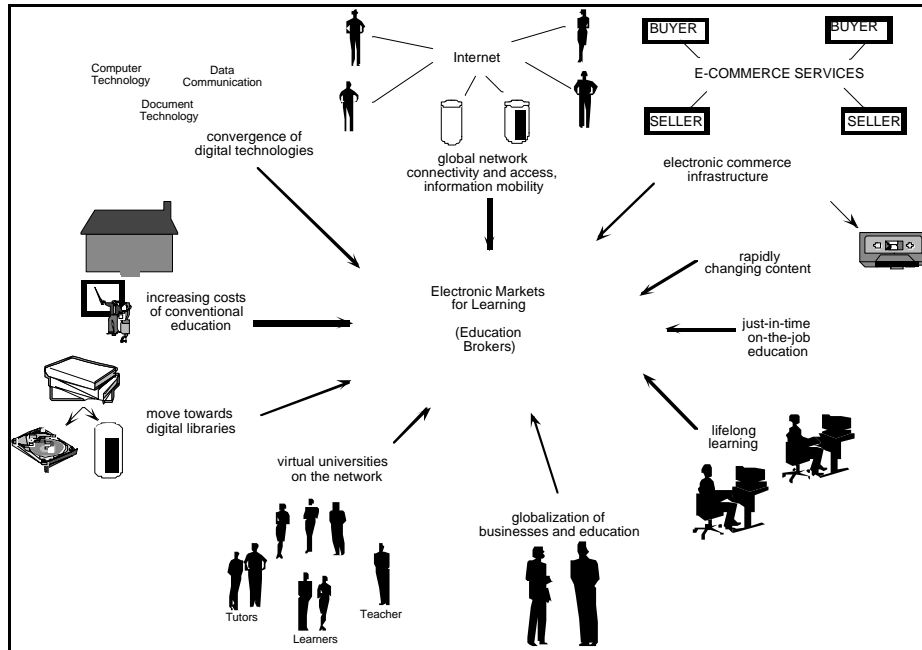 Computer
Technology
Data
Communication
Document
Technology
convergence of
digital technologies
Internet
global network
connectivity and access,
information mobility
BUYER
BUYER
E-COMMERCE SERVICES
SELLER
SELLER
electronic commerce
infrastructure
rapidly
changing content
increasing costs
of conventional
education
Electronic Markets
for Learning
(Education
Brokers)
just-in-time
on-the-job
education
move towards
digital libraries
lifelong
learning
virtual universities
on the network
globalization of
businesses and education
Tutors
Learners
Teacher